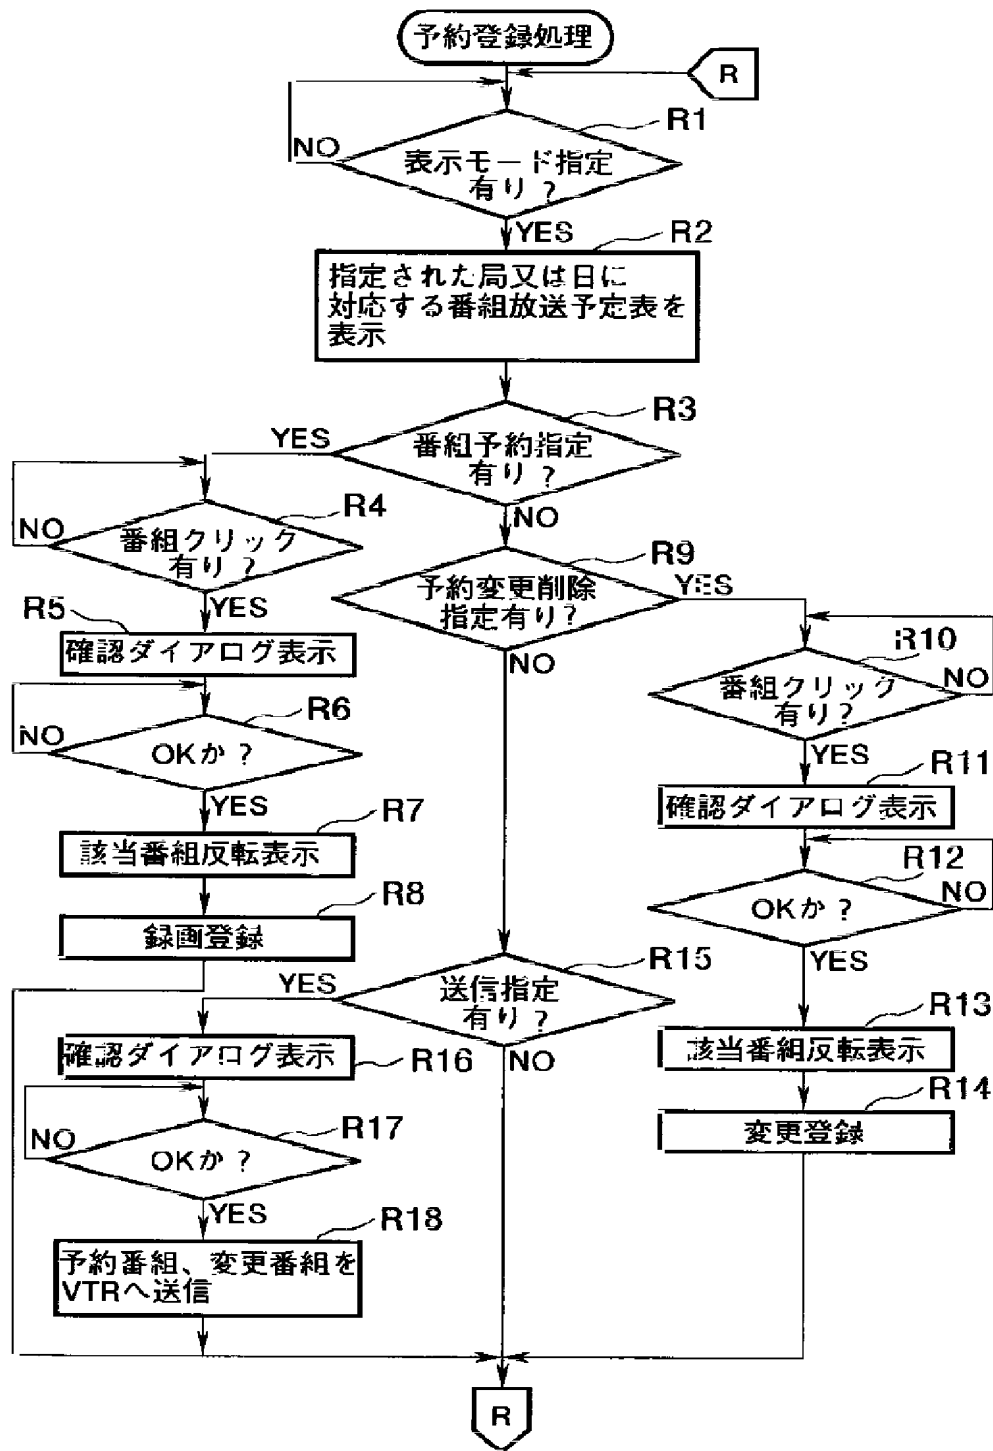 予約登録処理
R
R1
NO
表示モード指定
有り?
YES
R2
指定された局又は日に
対応する番組放送予定表を
表示
R3
YES
番組予約指定
有り?
NO
R4
NO
番組クリック
有り?
YES
R5
確認ダイアログ表示
R6
NO
OKか?
YES
R7
該当番組反転表示
R8
録画登録
R9
予約変更削除
指定有り?
YES
NO
R10
番組クリック
有り?
NO
YES
R11
確認ダイアログ表示
R12
OKか?
NO
YES
R13
該当番組反転表示
R14
変更登録
R15
YES
送信指定
有り?
NO
確認ダイアログ表示
R16
R17
NO
OKか?
YES
R18
予約番組、変更番組を
VTRへ送信
R